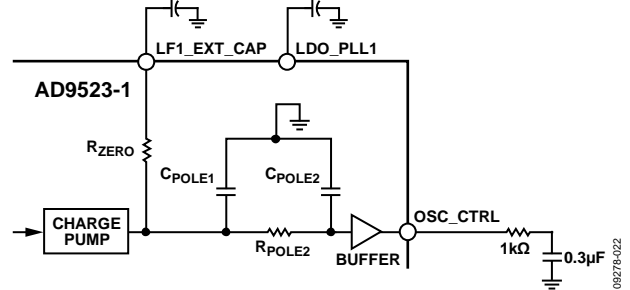 LF1_EXT_CAP
LDO_PLL1
AD9523-1
RZERO
CPOLE1
CPOLE2
CHARGE
PUMP
RPOLE2
BUFFER
OSC_CTRL
1kΩ
0.3µF
09278-022